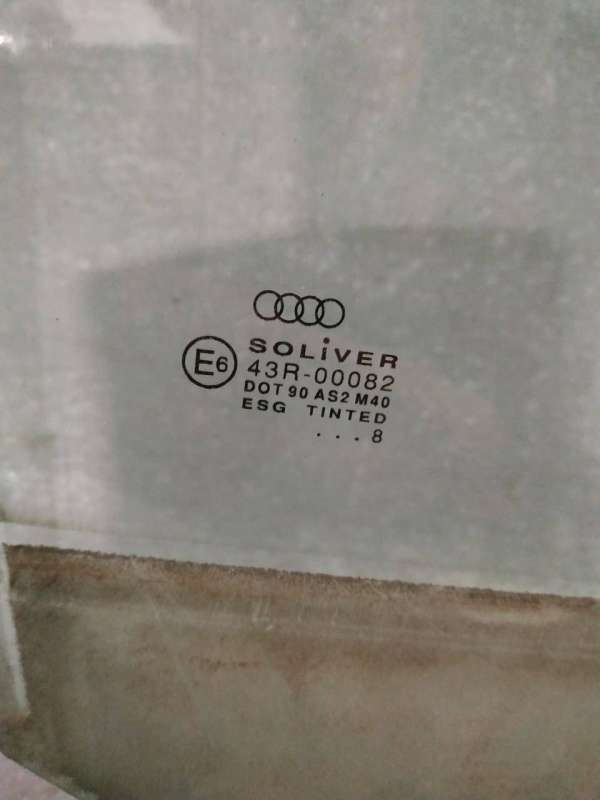 SOLiVER
E6 43R-00082
DOT 90 AS2 M40
ESG TINTED
...8